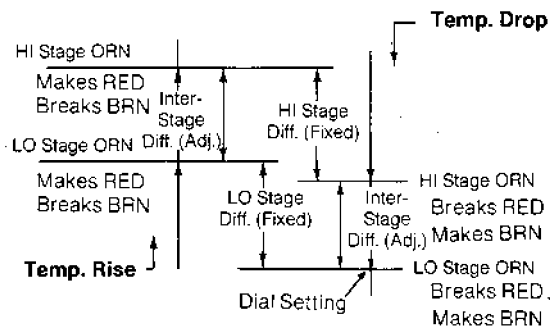 Temp. Drop
HI Stage ORN
Makes RED
Breaks BRN
Inter-
Stage
Diff. (Adj.)
HI Stage
Diff. (Fixed)
LO Stage ORN
Makes RED
Breaks BRN
LO Stage
Diff. (Fixed)
Inter-
Stage
Diff. (Adj.)
HI Stage ORN
Breaks RED
Makes BRN
Temp. Rise
Dial Setting
LO Stage ORN
Breaks RED
Makes BRN